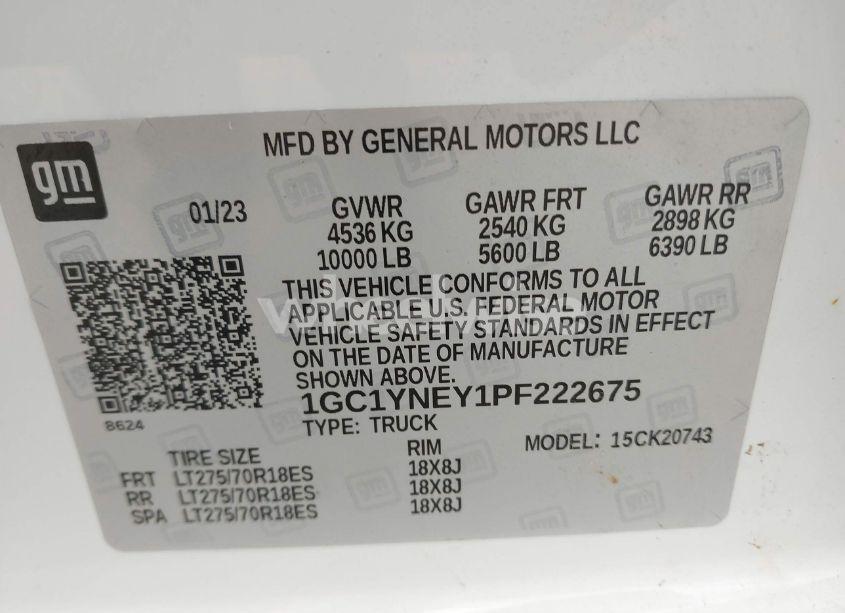 MFD BY GENERAL MOTORS LLC
gm
01/23
GVWR GAWR FRT GAWR RR
4536 KG 2540 KG 2898 KG
10000 LB 5600 LB 6390 LB
THIS VEHICLE CONFORMS TO ALL
APPLICABLE U.S. FEDERAL MOTOR
VEHICLE SAFETY STANDARDS IN EFFECT
ON THE DATE OF MANUFACTURE
SHOWN ABOVE.
1GC1YNEY1PF222675
8624
TYPE: TRUCK
MODEL: 15CK20743
TIRE SIZE RIM
FRT LT275/70R18ES 18X8J
RR LT275/70R18ES 18X8J
SPA LT275/70R18ES 18X8J